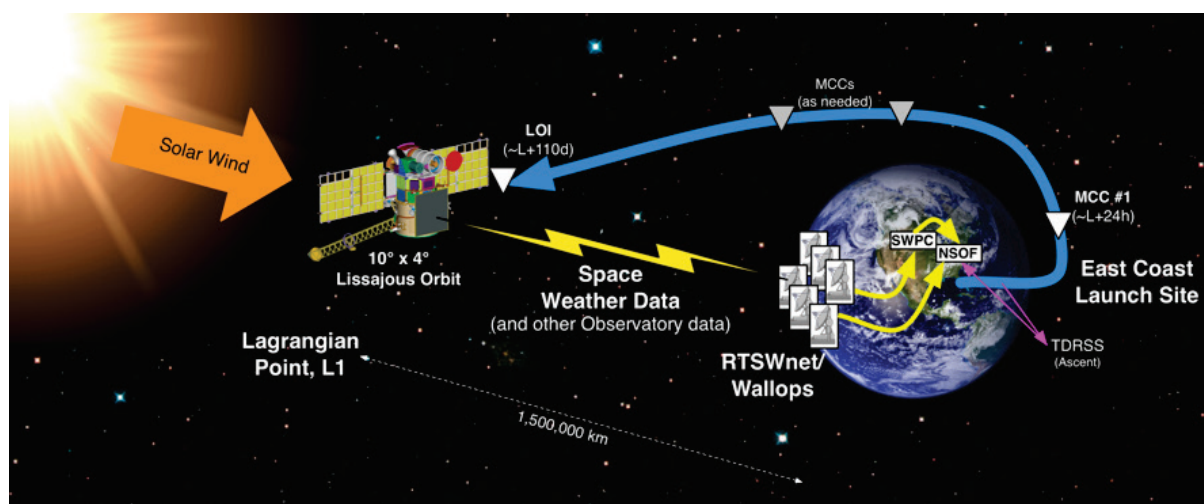 Solar Wind
LOI
(~L+110d)
MCCs
(as needed)
MCC #1
(~L+24h)
10° x 4°
Lissajous Orbit
Space
Weather Data
(and other Observatory data)
SWPC
NSOF
East Coast
Launch Site
Lagrangian
Point, L1
RTSWnet/
Wallops
TDRSS
(Ascent)
1,500,000 km